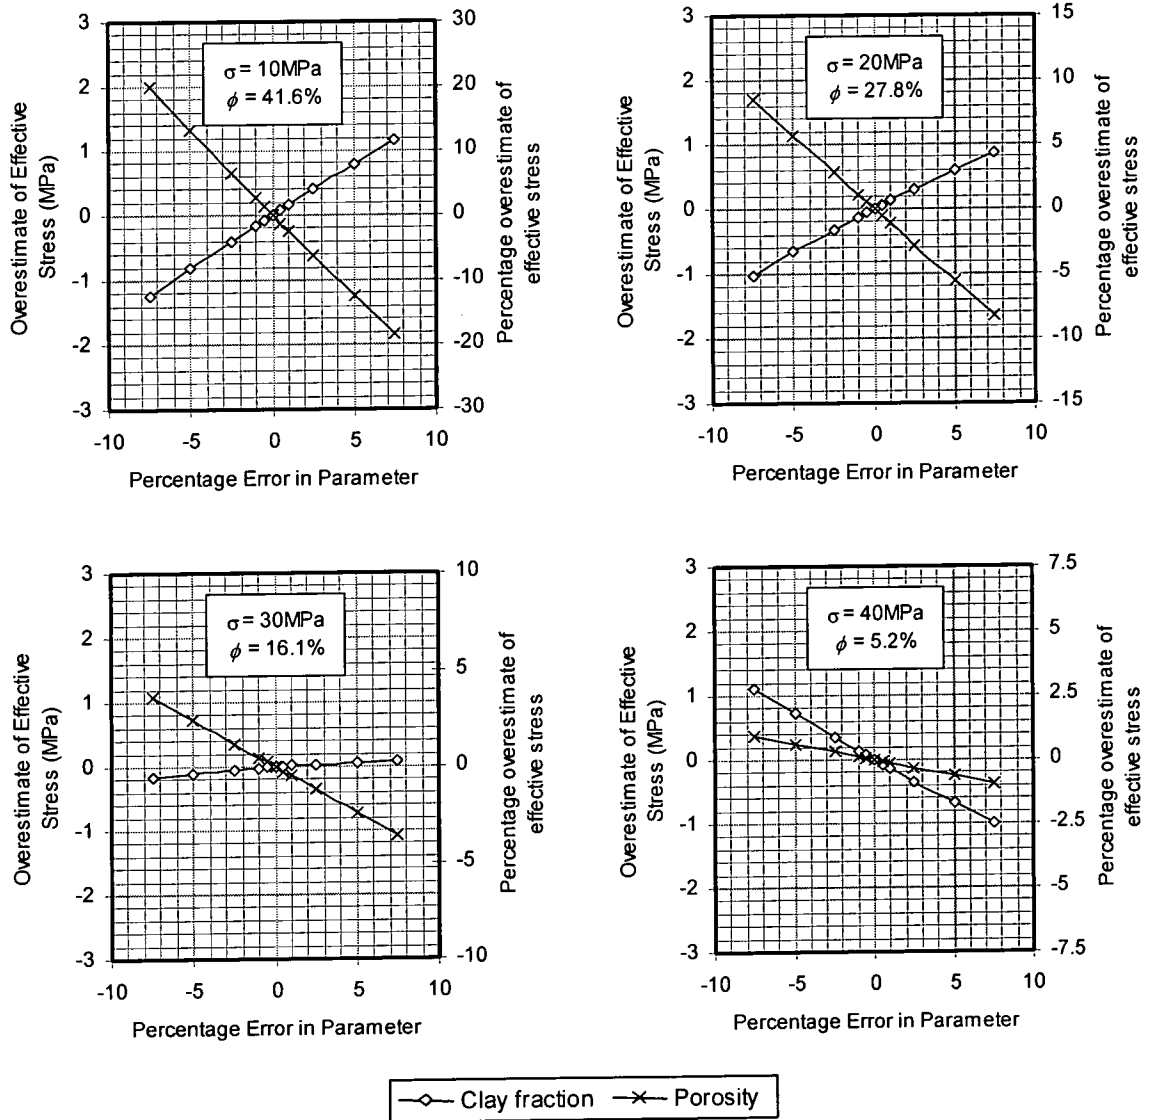 3
2
1
0
-1
-2
-3
30
20
10
0
-10
-20
-30
σ = 10MPa
ϕ = 41.6%
Overestimate of Effective
Stress (MPa)
Percentage overestimate of
effective stress
-10 -5 0 5 10
Percentage Error in Parameter
3
2
1
0
-1
-2
-3
15
10
5
0
-5
-10
-15
σ = 20MPa
ϕ = 27.8%
Overestimate of Effective
Stress (MPa)
Percentage overestimate of
effective stress
-10 -5 0 5 10
Percentage Error in Parameter
3
2
1
0
-1
-2
-3
10
5
0
-5
-10
σ = 30MPa
ϕ = 16.1%
Overestimate of Effective
Stress (MPa)
Percentage overestimate of
effective stress
-10 -5 0 5 10
Percentage Error in Parameter
3
2
1
0
-1
-2
-3
7.5
5
2.5
0
-2.5
-5
-7.5
σ = 40MPa
ϕ = 5.2%
Overestimate of Effective
Stress (MPa)
Percentage overestimate of
effective stress
-10 -5 0 5 10
Percentage Error in Parameter
Clay fraction Porosity